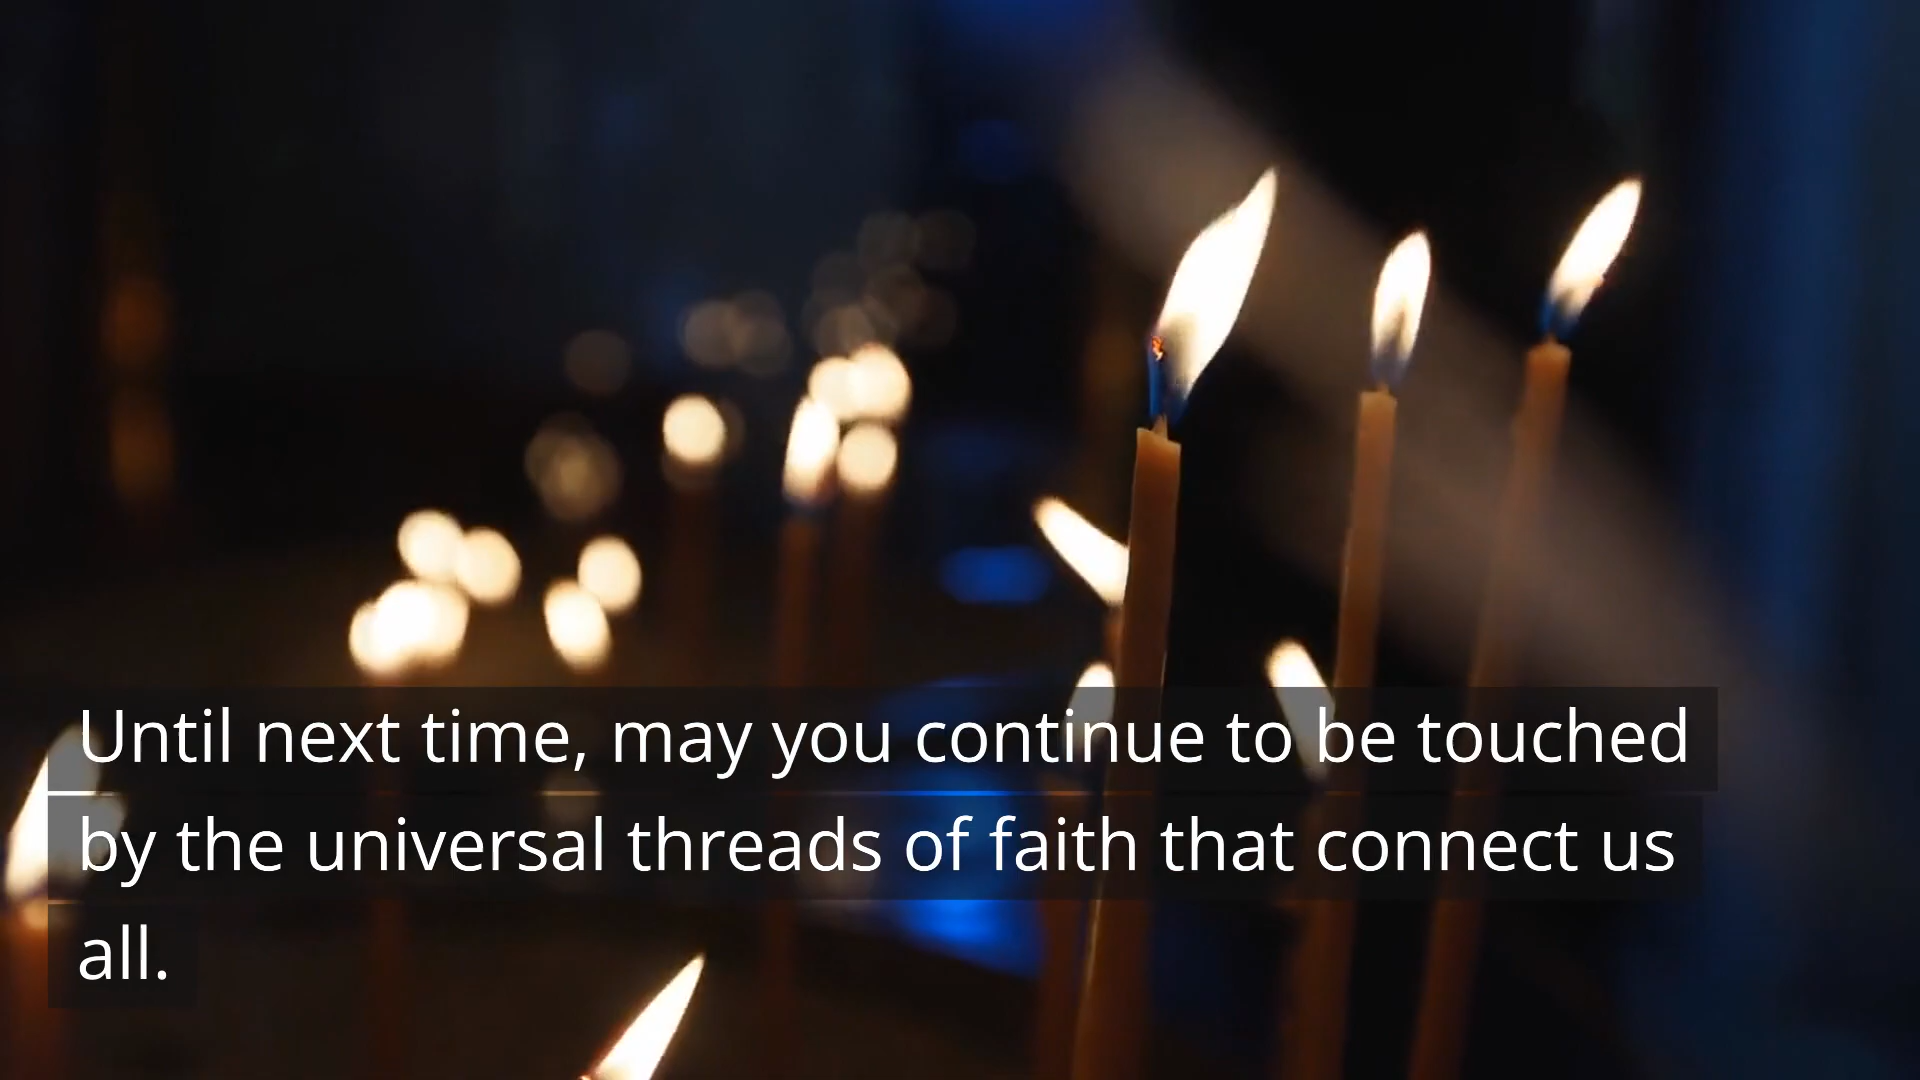 Until next time, may you continue to be touched
by the universal threads of faith that connect us
all.